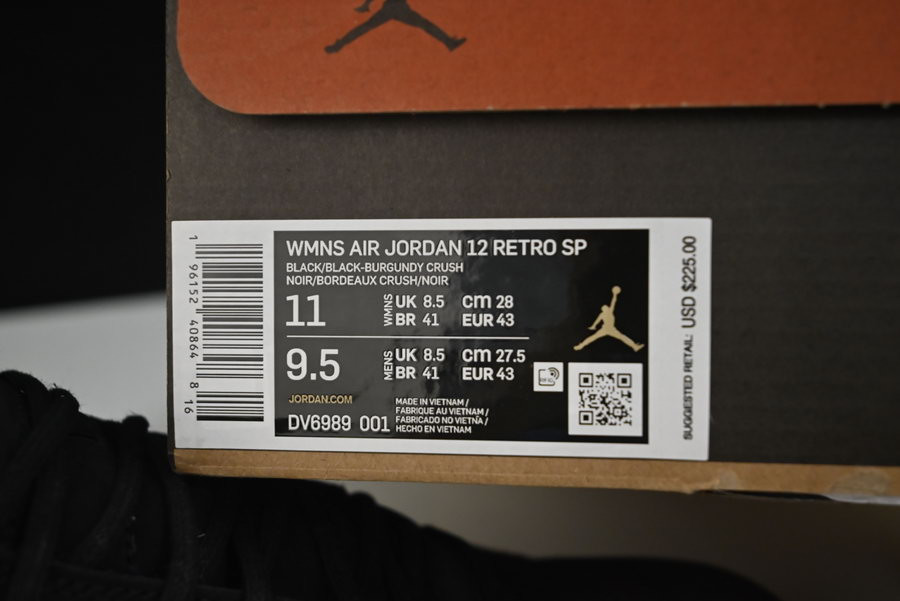 WMNS AIR JORDAN 12 RETRO SP
BLACK/BLACK-BURGUNDY CRUSH
NOIR/BORDEAUX CRUSH/NOIR
11 WMNS UK 8.5 cm 28
BR 41 EUR 43
9.5 MENS UK 8.5 cm 27.5
BR 41 EUR 43
JORDAN.COM
DV6989 001
MADE IN VIETNAM /
FABRIQUE AU VIETNAM /
FABRICADO NO VIETNÃ /
HECHO EN VIETNAM
1 96152 40864 8 16
SUGGESTED RETAIL: USD $225.00